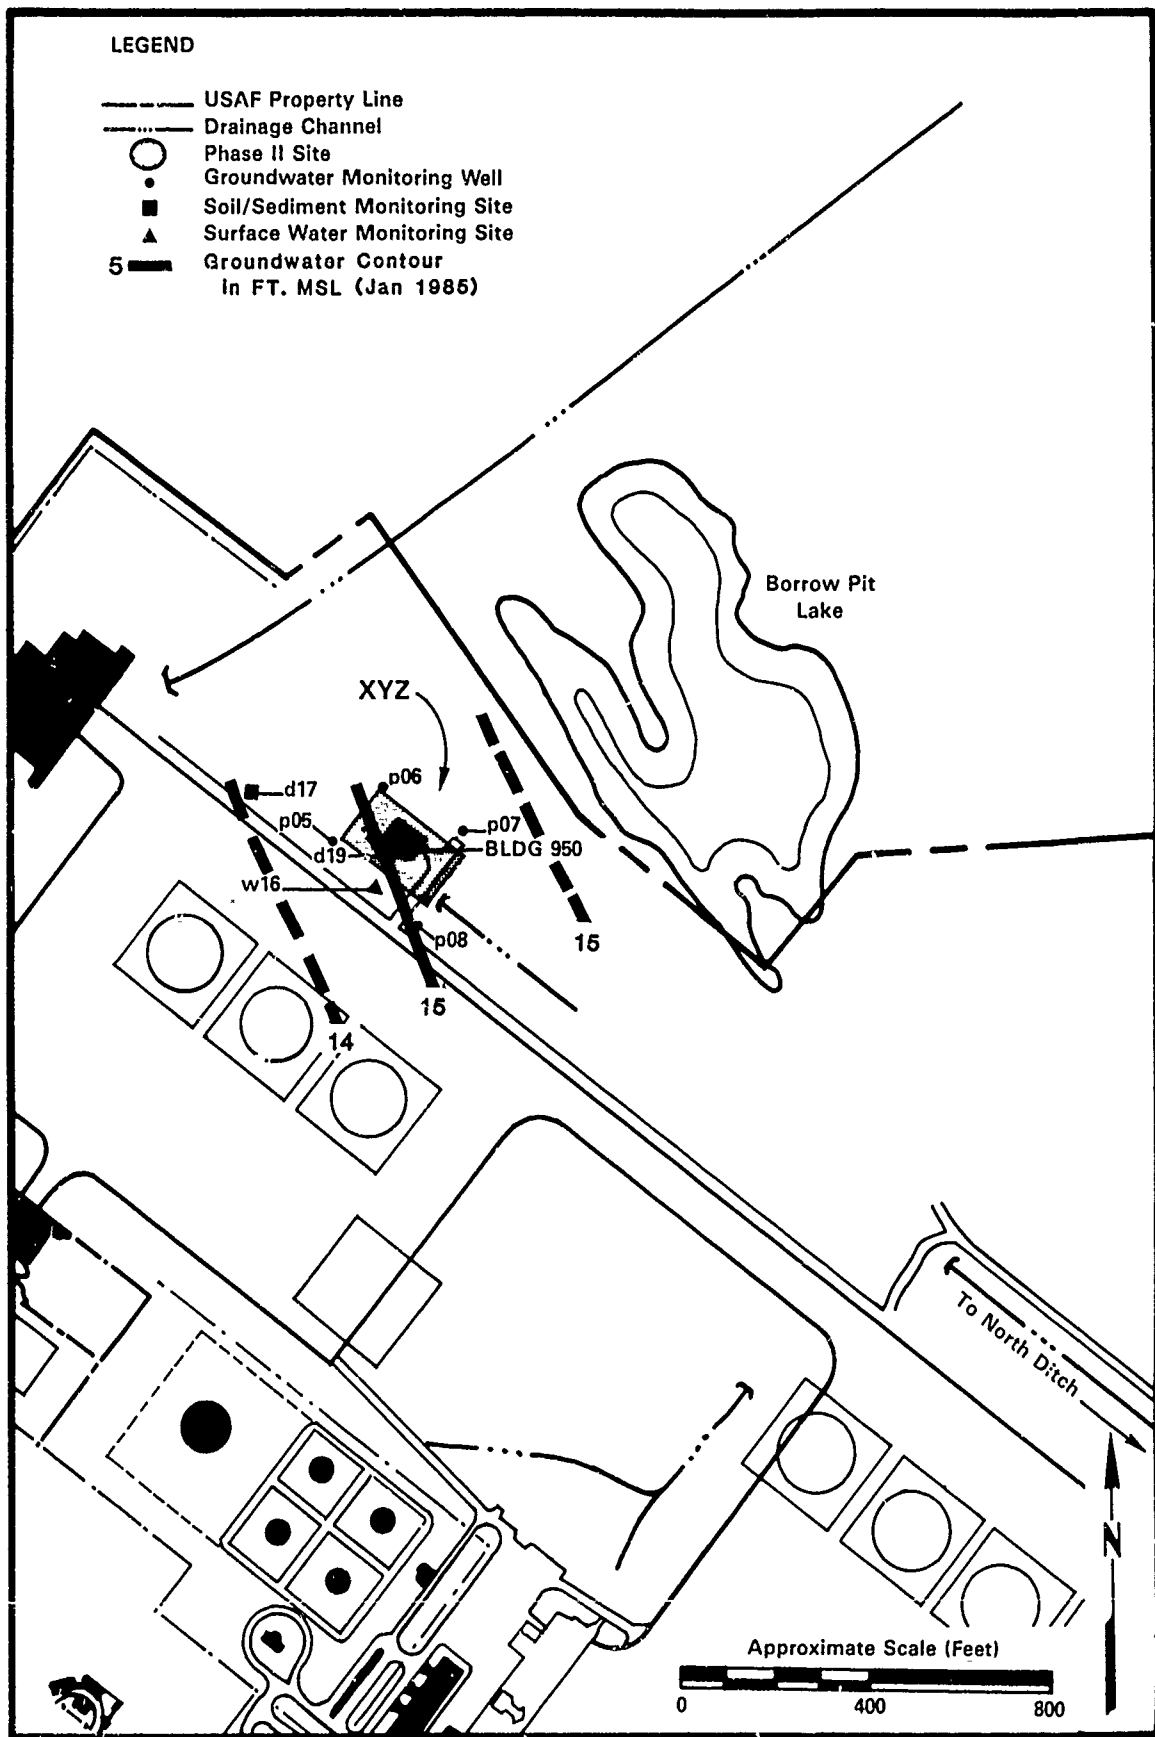 LEGEND
USAF Property Line
Drainage Channel
Phase II Site
Groundwater Monitoring Well
Soil/Sediment Monitoring Site
Surface Water Monitoring Site
5 Groundwater Contour
in FT. MSL (Jan 1985)
Borrow Pit
Lake
XYZ
p06
d17
p05
p07
d19
BLDG 950
w16
p08
15
15
14
To North Ditch
N
Approximate Scale (Feet)
0 400 800